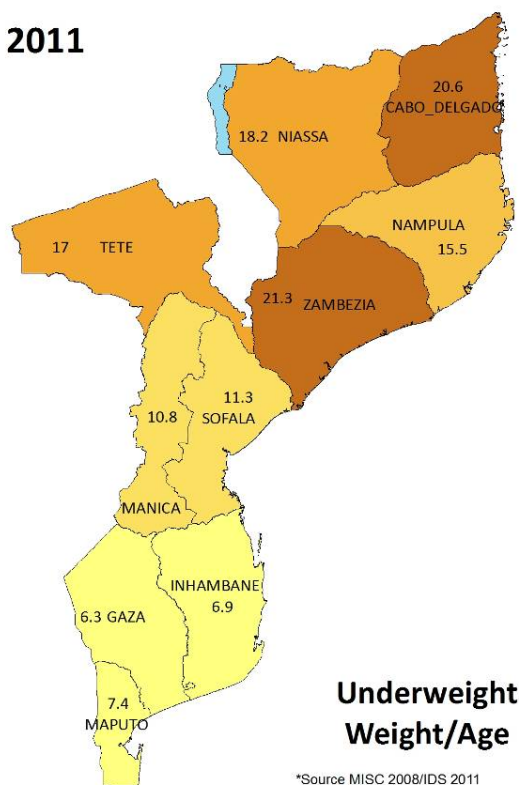 2011
20.6
CABO_DELGADO
18.2 NIASSA
NAMPULA
15.5
17 TETE
21.3 ZAMBEZIA
11.3
10.8 SOFALA
MANICA
INHAMBANE
6.9
6.3 GAZA
7.4
MAPUTO
Underweight
Weight/Age
*Source MISC 2008/IDS 2011